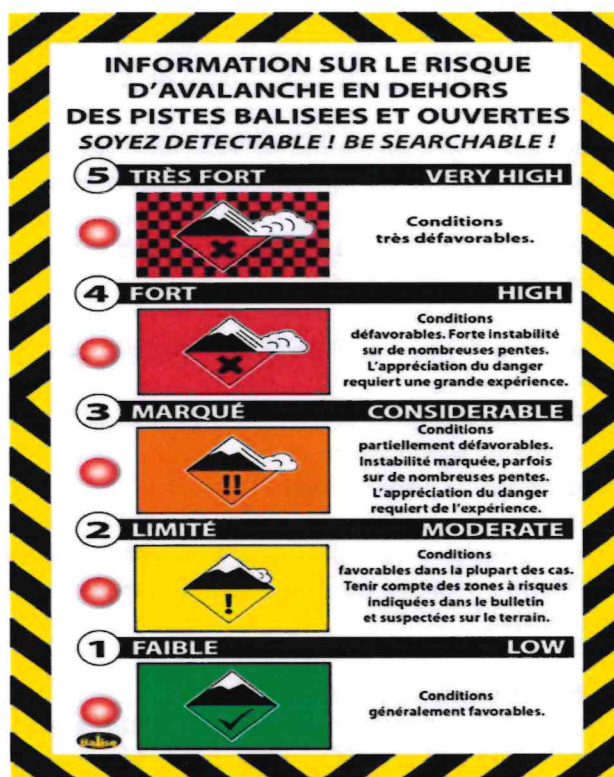 INFORMATION SUR LE RISQUE
D'AVALANCHE EN DEHORS
DES PISTES BALISEES ET OUVERTES
SOYEZ DETECTABLE ! BE SEARCHABLE !
5 TRÈS FORT VERY HIGH
Conditions
très défavorables.
4 FORT HIGH
Conditions
défavorables. Forte instabilité
sur de nombreuses pentes.
L'appréciation du danger
requiert une grande expérience.
3 MARQUÉ CONSIDERABLE
Conditions
partiellement défavorables.
Instabilité marquée, parfois
sur de nombreuses pentes.
L'appréciation du danger
requiert de l'expérience.
!!
2 LIMITÉ MODERATE
Conditions
favorables dans la plupart des cas.
Tenir compte des zones à risques
indiquées dans le bulletin
et suspectées sur le terrain.
!
1 FAIBLE LOW
Conditions
généralement favorables.
Balise